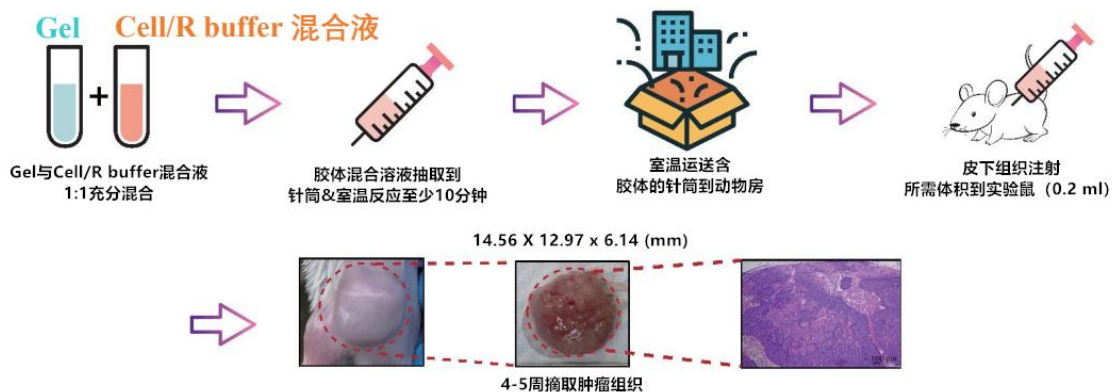 Gel
Cell/R buffer 混合液
+
Gel与Cell/R buffer混合液
1:1充分混合
胶体混合溶液抽取到
针筒&室温反应至少10分钟
室温运送含
胶体的针筒到动物房
皮下组织注射
所需体积到实验鼠（0.2 ml）
14.56 X 12.97 x 6.14 (mm)
4-5周摘取肿瘤组织